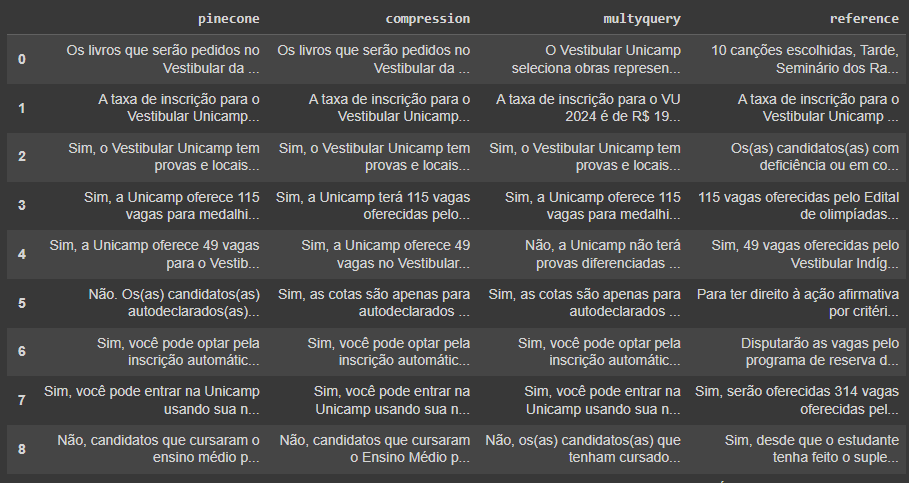 pinecone compression multyquery reference
0 Os livros que serão pedidos no Vestibular da ... Os livros que serão pedidos no Vestibular da ... O Vestibular Unicamp seleciona obras represen... 10 canções escolhidas, Tarde, Seminário dos Ra...
1 A taxa de inscrição para o Vestibular Unicamp... A taxa de inscrição para o Vestibular Unicamp... A taxa de inscrição para o VU 2024 é de R$ 19... A taxa de inscrição para o Vestibular Unicamp ...
2 Sim, o Vestibular Unicamp tem provas e locais... Sim, o Vestibular Unicamp tem provas e locais... Sim, o Vestibular Unicamp tem provas e locais... Os(as) candidatos(as) com deficiência ou em co...
3 Sim, a Unicamp oferece 115 vagas para medalhi... Sim, a Unicamp terá 115 vagas oferecidas pelo... Sim, a Unicamp oferece 115 vagas para medalhi... 115 vagas oferecidas pelo Edital de olimpíadas...
4 Sim, a Unicamp oferece 49 vagas para o Vestib... Sim, a Unicamp oferece 49 vagas no Vestibular... Não, a Unicamp não terá provas diferenciadas ... Sim, 49 vagas oferecidas pelo Vestibular Indíg...
5 Não. Os(as) candidatos(as) autodeclarados(as)... Sim, as cotas são apenas para autodeclarados ... Sim, as cotas são apenas para autodeclarados ... Para ter direito à ação afirmativa por critéri...
6 Sim, você pode optar pela inscrição automátic... Sim, você pode optar pela inscrição automátic... Sim, você pode optar pela inscrição automátic... Disputarão as vagas pelo programa de reserva d...
7 Sim, você pode entrar na Unicamp usando sua n... Sim, você pode entrar na Unicamp usando sua n... Sim, você pode entrar na Unicamp usando sua n... Sim, serão oferecidas 314 vagas oferecidas pel...
8 Não, candidatos que cursaram o ensino médio p... Não, candidatos que cursaram o Ensino Médio p... Não, os(as) candidatos(as) que tenham cursado... Sim, desde que o estudante tenha feito o suple...